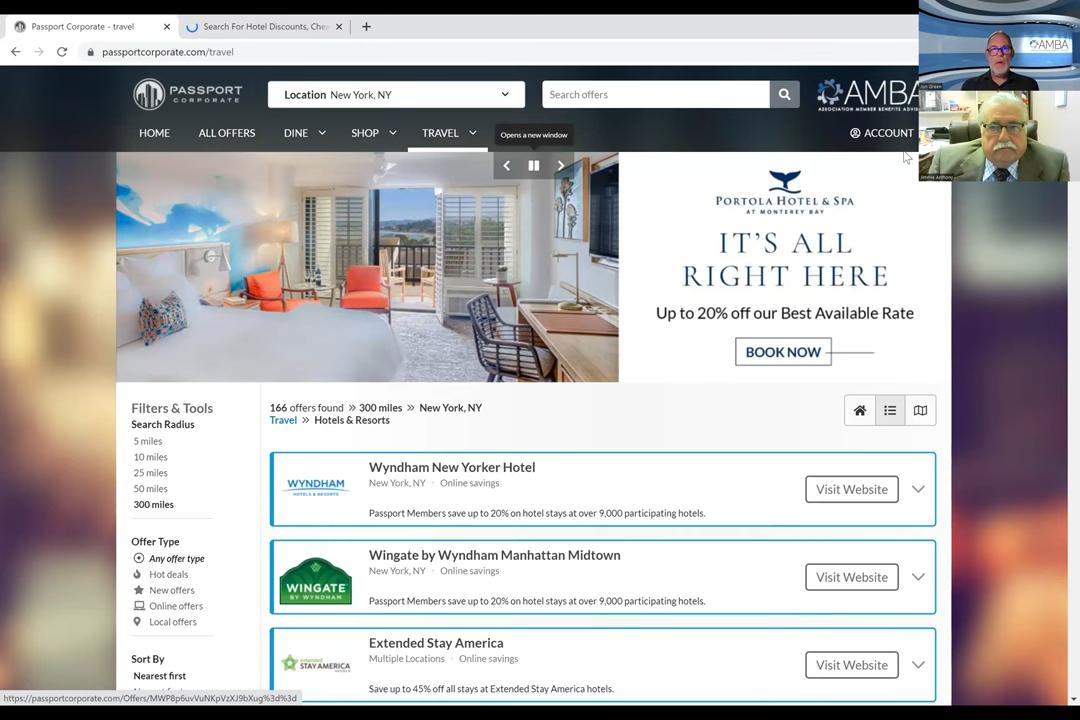 Passport Corporate - travel
Search For Hotel Discounts, Che
passportcorporate.com/travel
AMBA
Jon Green
PASSPORT
CORPORATE
Location New York, NY
Search offers
AMBA
ASSOCIATION MEMBER BENEFITS ADVIS
HOME
ALL OFFERS
DINE
SHOP
TRAVEL
Opens a new window
ACCOUNT
Jimmie Anthony
PORTOLA HOTEL & SPA
AT MONTEREY BAY
IT'S ALL
RIGHT HERE
Up to 20% off our Best Available Rate
BOOK NOW
Filters & Tools
Search Radius
5 miles
10 miles
25 miles
50 miles
300 miles
Offer Type
Any offer type
Hot deals
New offers
Online offers
Local offers
Sort By
Nearest first
166 offers found » 300 miles » New York, NY
Travel » Hotels & Resorts
WYNDHAM
HOTELS & RESORTS
Wyndham New Yorker Hotel
New York, NY · Online savings
Passport Members save up to 20% on hotel stays at over 9,000 participating hotels.
Visit Website
WINGATE
BY WYNDHAM
Wingate by Wyndham Manhattan Midtown
New York, NY · Online savings
Passport Members save up to 20% on hotel stays at over 9,000 participating hotels.
Visit Website
extended
STAY AMERICA
Extended Stay America
Multiple Locations · Online savings
Save up to 45% off all stays at Extended Stay America hotels.
Visit Website
https://passportcorporate.com/Offers/MWP8p6uvVuNKpVzXJ9bXug%3d%3d